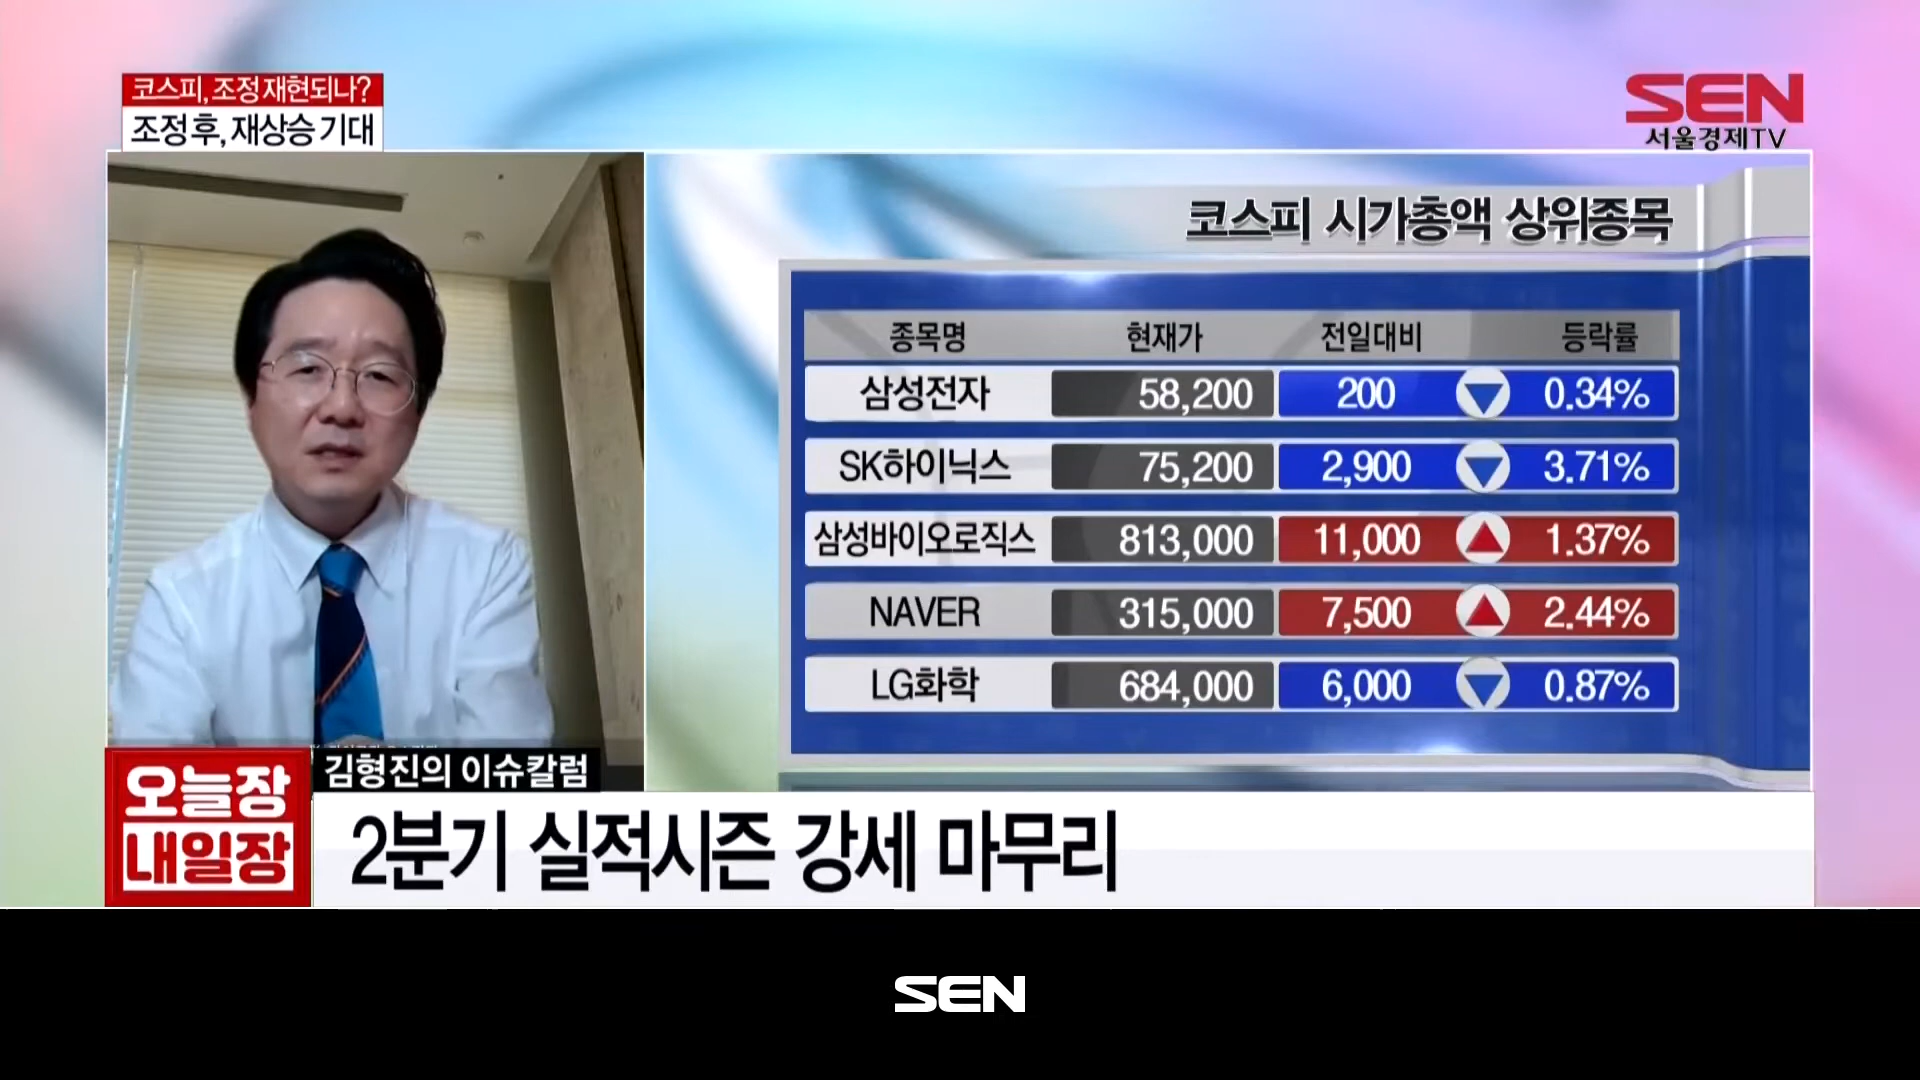 코스피, 조정 재현되나?
조정 후, 재상승 기대
SEN
서울경제TV
코스피 시가총액 상위종목
종목명 현재가 전일대비 등락률
삼성전자 58,200 200 ▼ 0.34%
SK하이닉스 75,200 2,900 ▼ 3.71%
삼성바이오로직스 813,000 11,000 ▲ 1.37%
NAVER 315,000 7,500 ▲ 2.44%
LG화학 684,000 6,000 ▼ 0.87%
오늘장
내일장
김형진의 이슈칼럼
2분기 실적시즌 강세 마무리
SEN